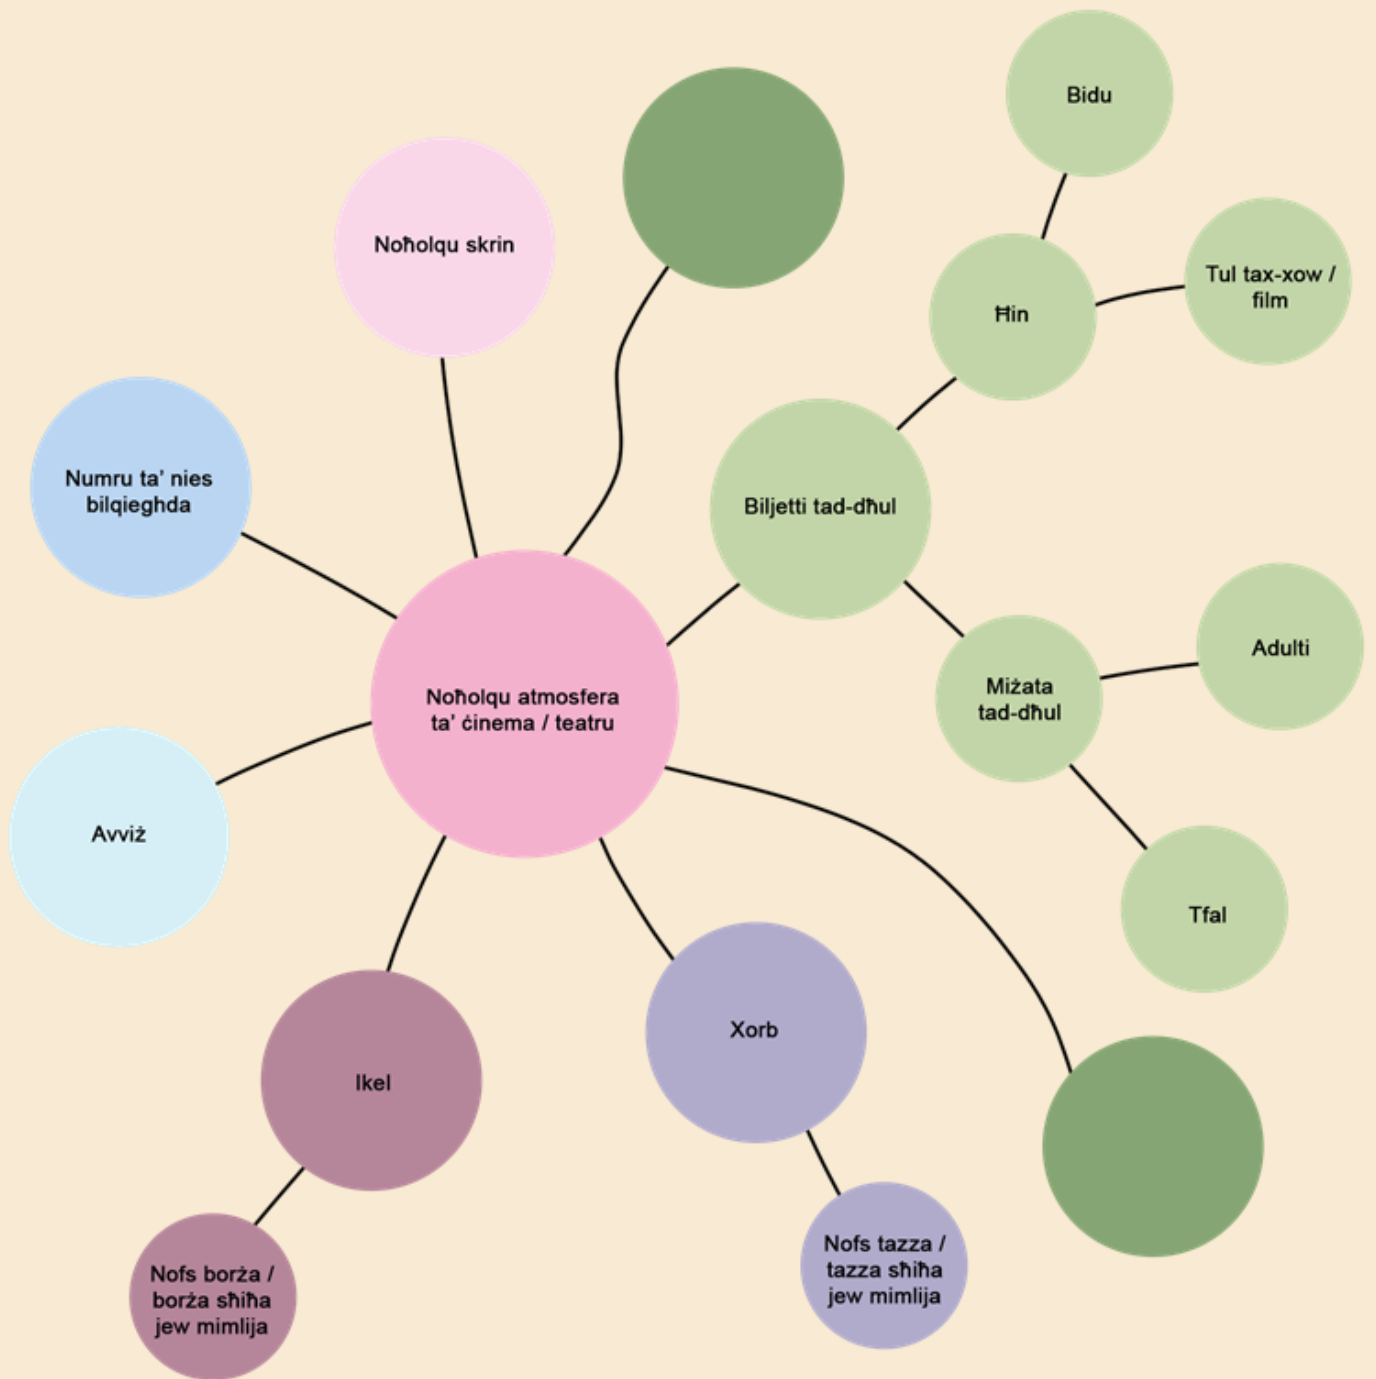 Bidu
Noħolqu skrin
Tul tax-xow /
film
Ħin
Numru ta' nies
bilqiegħda
Biljetti tad-dħul
Noħolqu atmosfera
ta' ċinema / teatru
Miżata
tad-dħul
Adulti
Avviż
Tfal
Ikel
Xorb
Nofs borża /
borża sħiħa
jew mimlija
Nofs tazza /
tazza sħiħa
jew mimlija